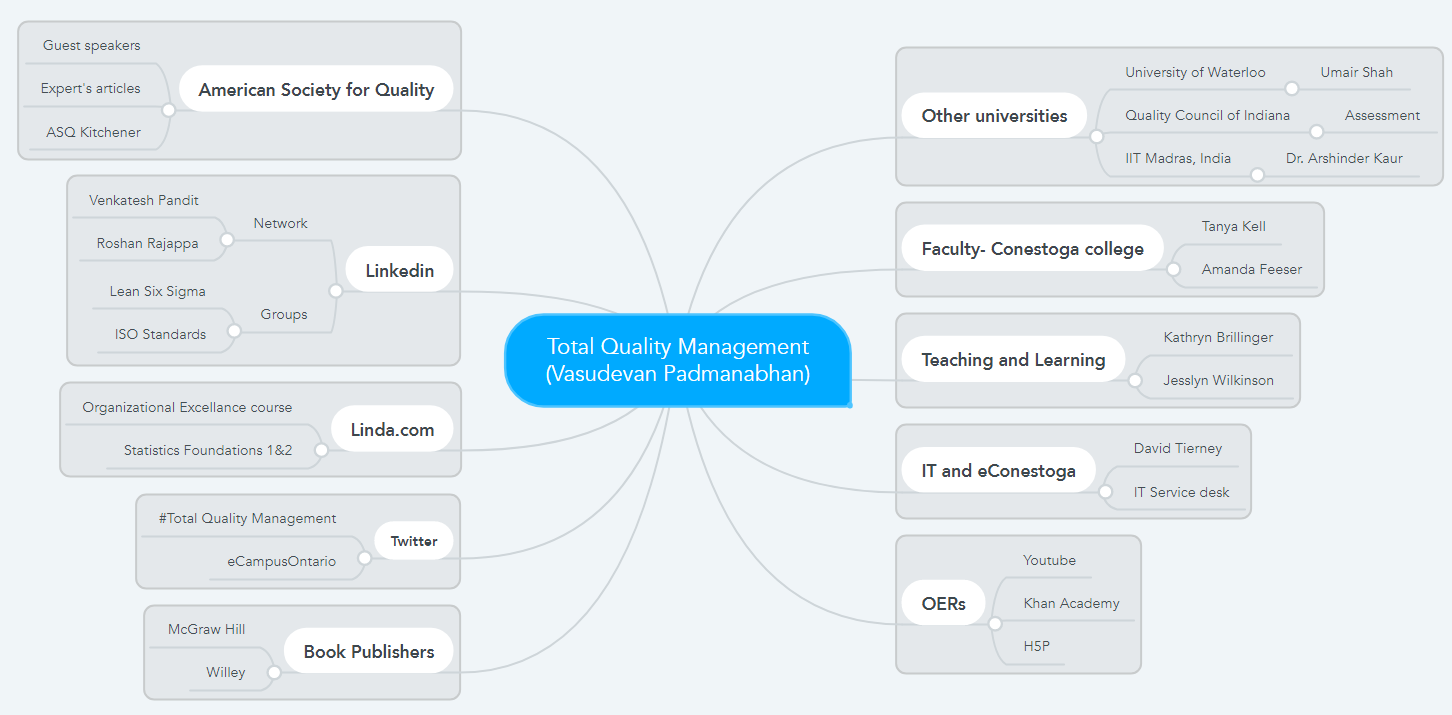 Total Quality Management
(Vasudevan Padmanabhan)
Guest speakers
Expert's articles
ASQ Kitchener
American Society for Quality
Venkatesh Pandit
Roshan Rajappa
Network
Lean Six Sigma
ISO Standards
Groups
Linkedin
Organizational Excellance course
Statistics Foundations 1&2
Linda.com
#Total Quality Management
eCampusOntario
Twitter
McGraw Hill
Willey
Book Publishers
Other universities
University of Waterloo
Umair Shah
Quality Council of Indiana
Assessment
IIT Madras, India
Dr. Arshinder Kaur
Faculty- Conestoga college
Tanya Kell
Amanda Feeser
Teaching and Learning
Kathryn Brillinger
Jesslyn Wilkinson
IT and eConestoga
David Tierney
IT Service desk
OERs
Youtube
Khan Academy
H5P